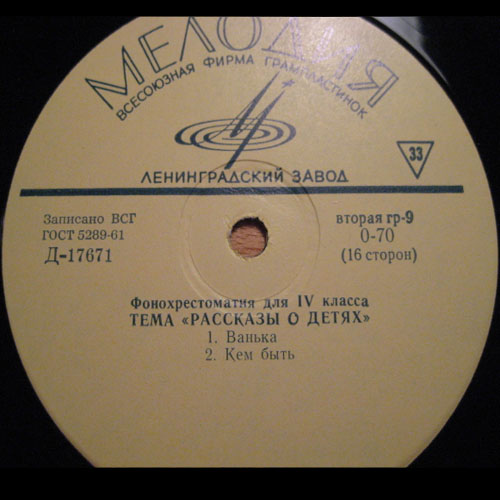 МЕЛОДИЯ
ВСЕСОЮЗНАЯ ФИРМА ГРАМПЛАСТИНОК
33
ЛЕНИНГРАДСКИЙ ЗАВОД
Записано ВСГ
ГОСТ 5289-61
Д-17671
вторая гр-9
0-70
(16 сторон)
Фонохрестоматия для IV класса
ТЕМА «РАССКАЗЫ О ДЕТЯХ»
1. Ванька
2. Кем быть